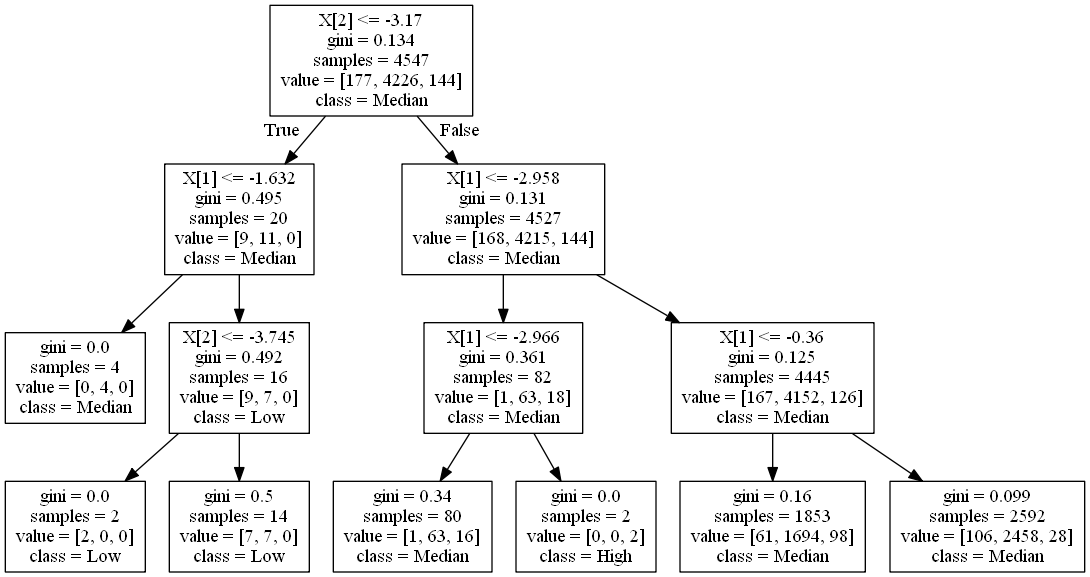 X[2] <= -3.17
gini = 0.134
samples = 4547
value = [177, 4226, 144]
class = Median
True
False
X[1] <= -1.632
gini = 0.495
samples = 20
value = [9, 11, 0]
class = Median
X[1] <= -2.958
gini = 0.131
samples = 4527
value = [168, 4215, 144]
class = Median
gini = 0.0
samples = 4
value = [0, 4, 0]
class = Median
X[2] <= -3.745
gini = 0.492
samples = 16
value = [9, 7, 0]
class = Low
X[1] <= -2.966
gini = 0.361
samples = 82
value = [1, 63, 18]
class = Median
X[1] <= -0.36
gini = 0.125
samples = 4445
value = [167, 4152, 126]
class = Median
gini = 0.0
samples = 2
value = [2, 0, 0]
class = Low
gini = 0.5
samples = 14
value = [7, 7, 0]
class = Low
gini = 0.34
samples = 80
value = [1, 63, 16]
class = Median
gini = 0.0
samples = 2
value = [0, 0, 2]
class = High
gini = 0.16
samples = 1853
value = [61, 1694, 98]
class = Median
gini = 0.099
samples = 2592
value = [106, 2458, 28]
class = Median